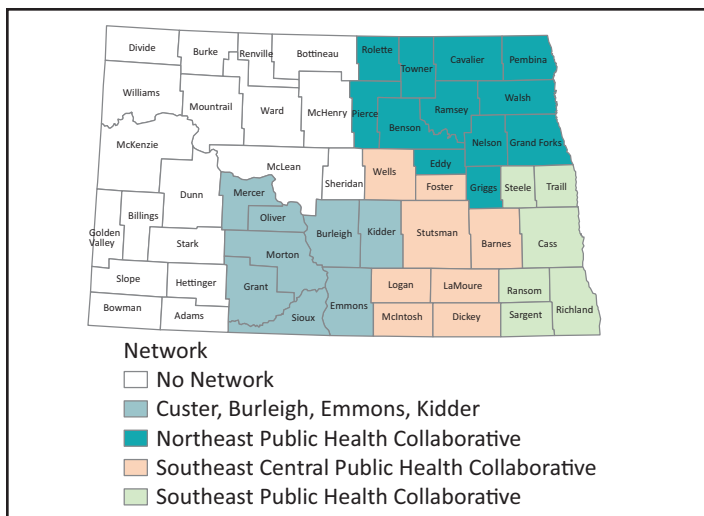 Divide
Burke
Renville
Bottineau
Rolette
Towner
Cavalier
Pembina
Williams
Mountrail
Ward
McHenry
Pierce
Benson
Ramsey
Walsh
McKenzie
Nelson
Grand Forks
McLean
Sheridan
Wells
Eddy
Foster
Griggs
Steele
Traill
Dunn
Mercer
Oliver
Golden
Valley
Billings
Stark
Burleigh
Kidder
Stutsman
Barnes
Cass
Morton
Slope
Hettinger
Grant
Emmons
Logan
LaMoure
Ransom
Richland
Bowman
Adams
Sioux
McIntosh
Dickey
Sargent
Network
No Network
Custer, Burleigh, Emmons, Kidder
Northeast Public Health Collaborative
Southeast Central Public Health Collaborative
Southeast Public Health Collaborative